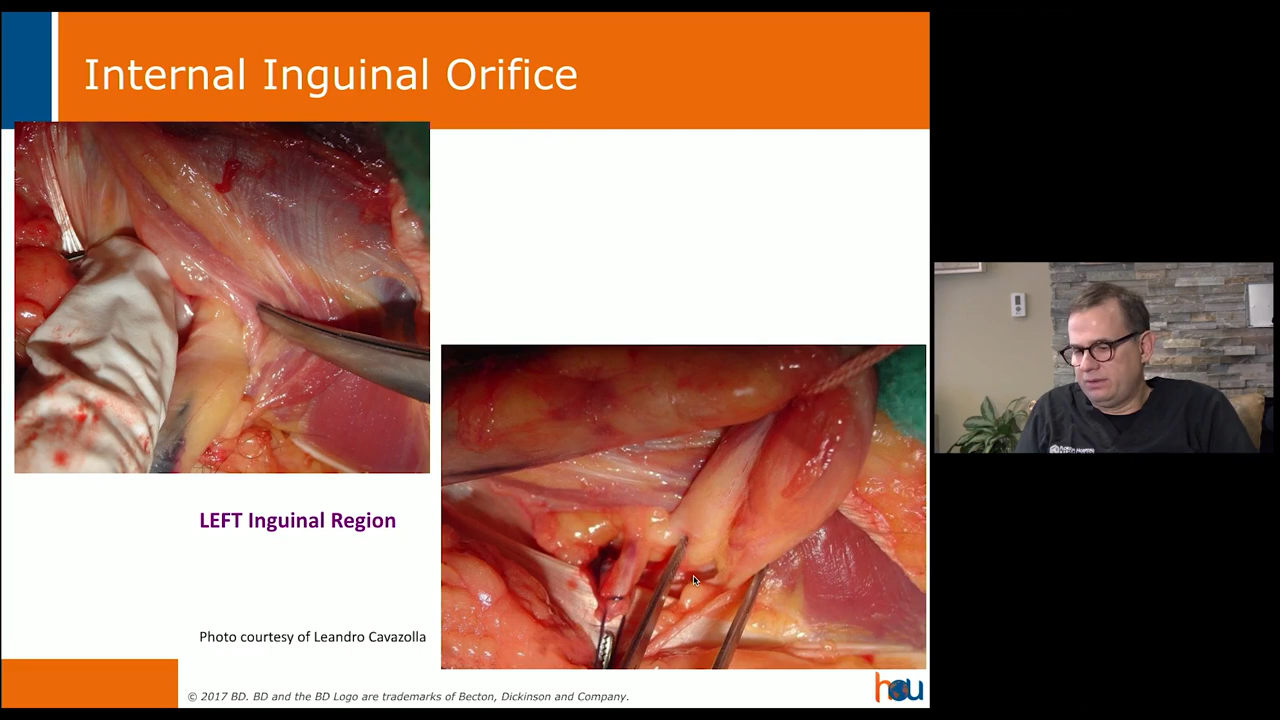 Internal Inguinal Orifice
LEFT Inguinal Region
Photo courtesy of Leandro Cavazolla
© 2017 BD. BD and the BD Logo are trademarks of Becton, Dickinson and Company.
hou